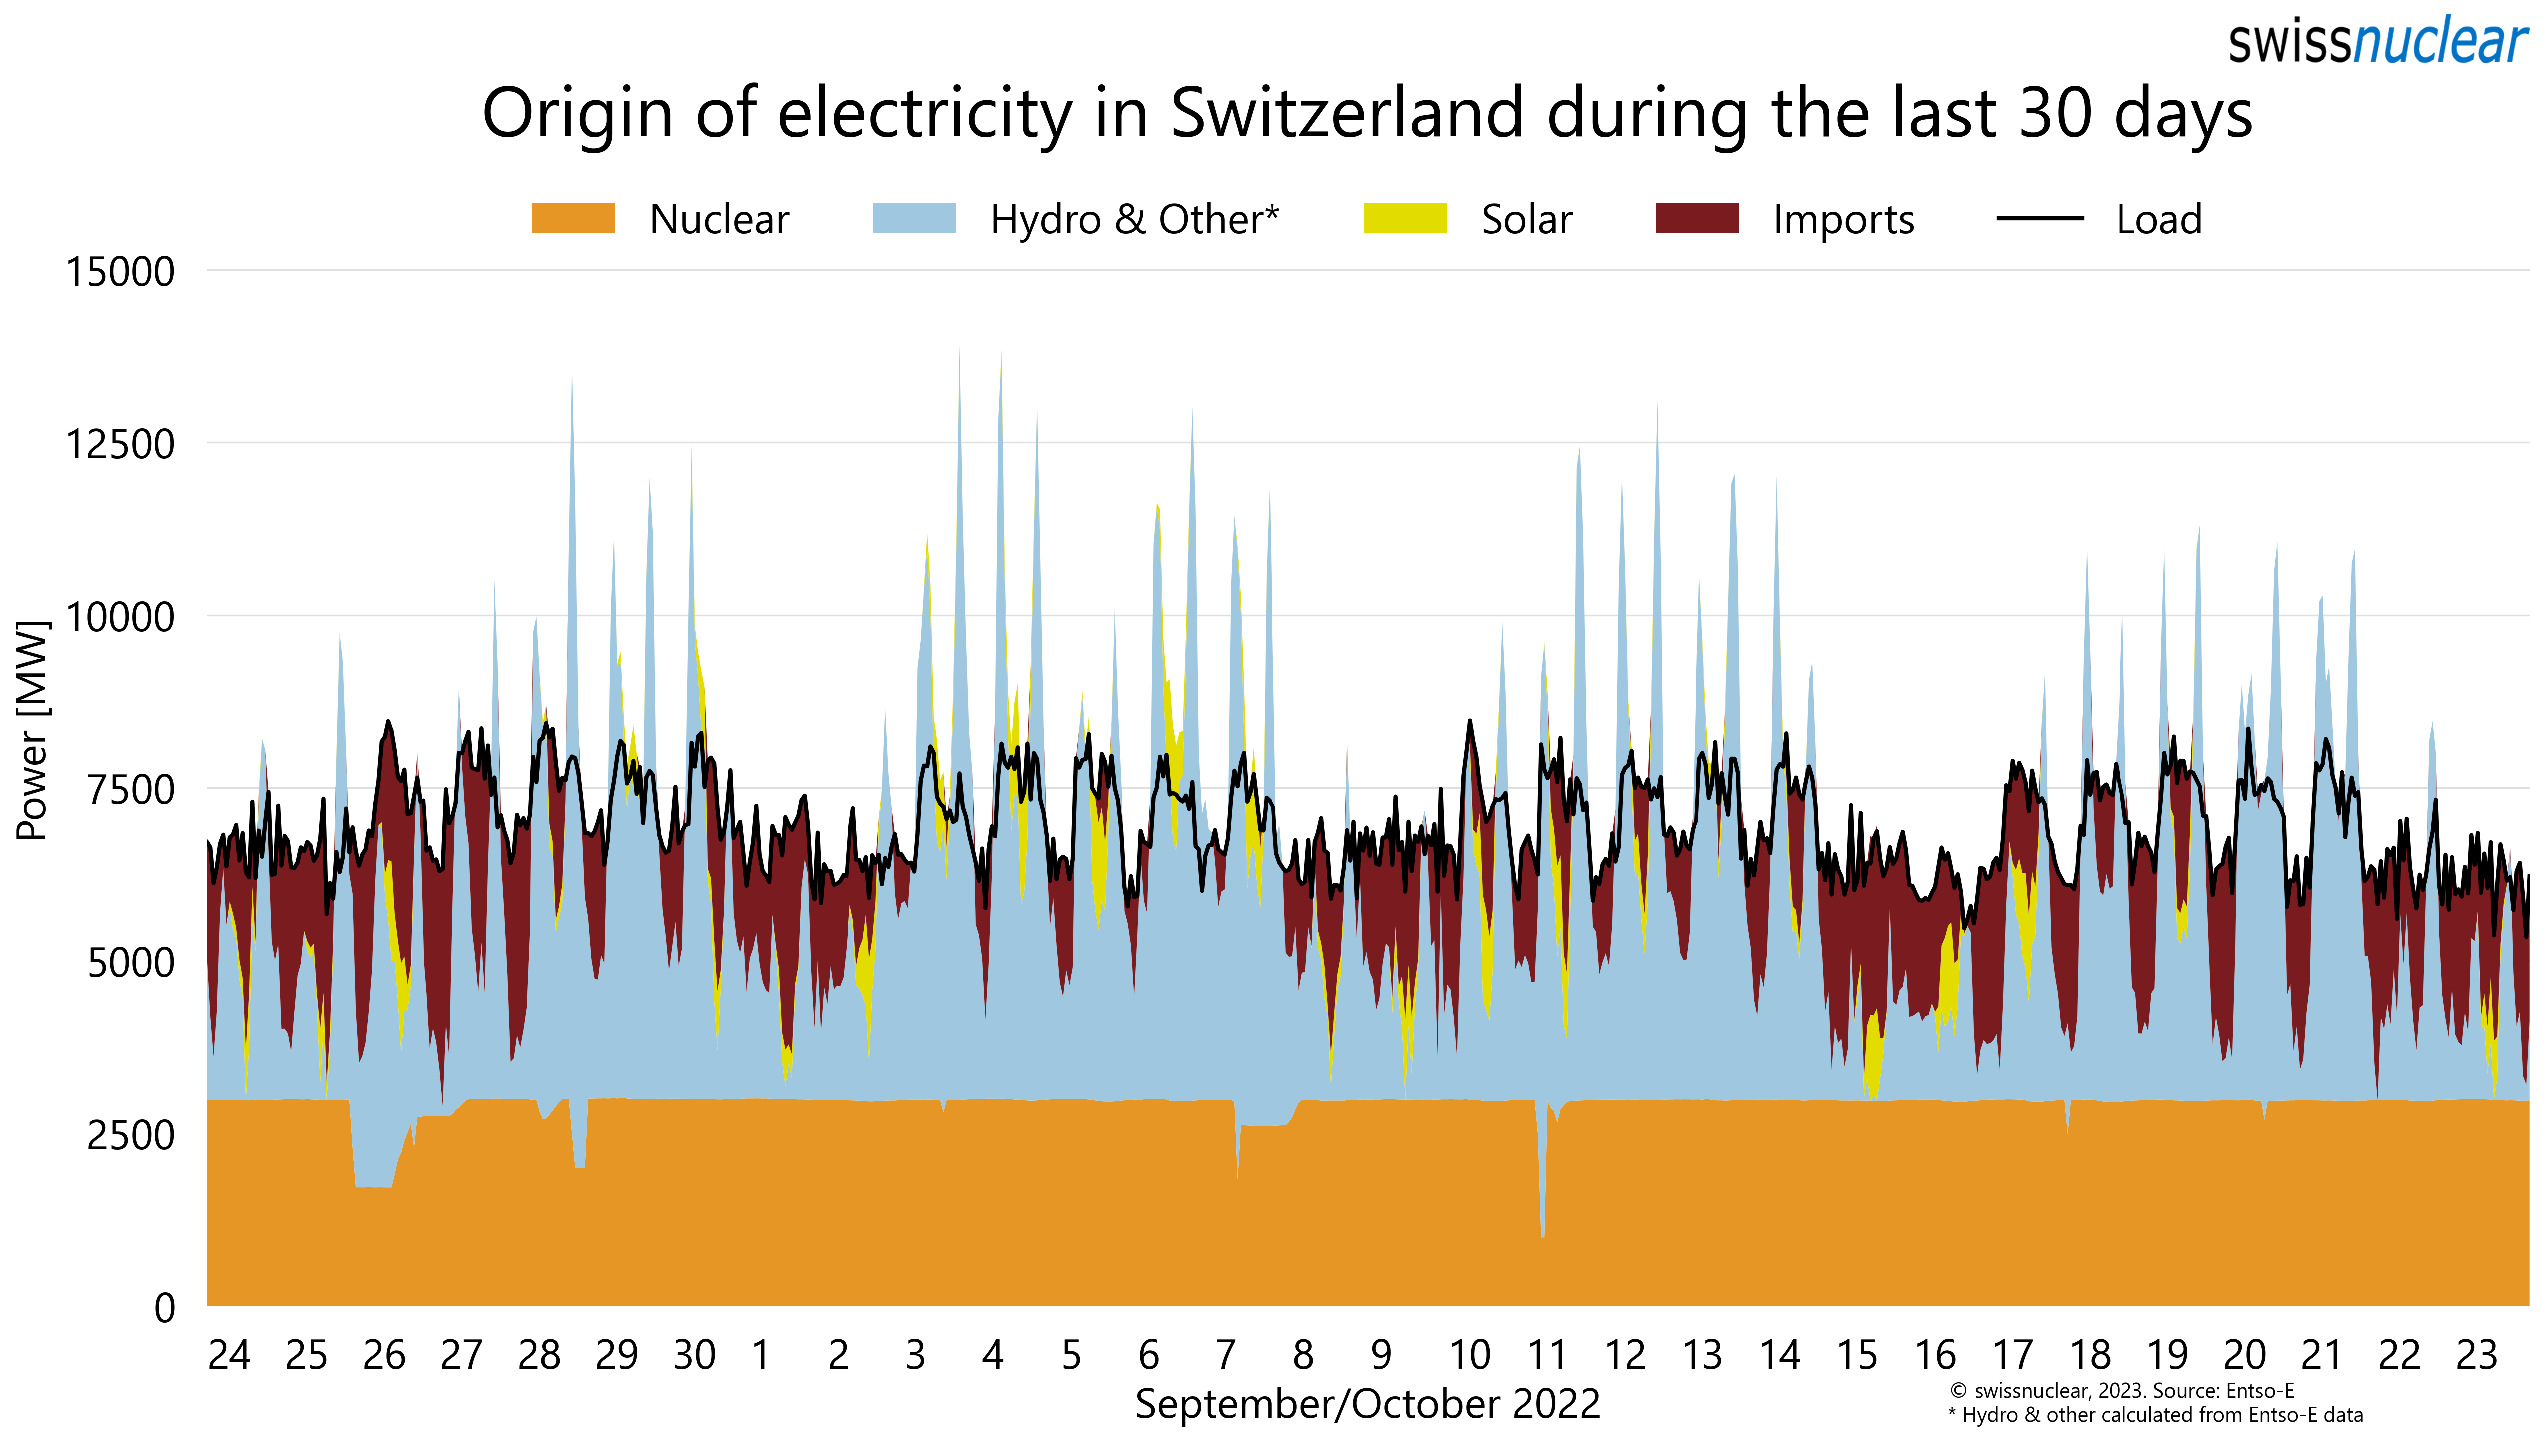 swissnuclear
Origin of electricity in Switzerland during the last 30 days
Nuclear Hydro & Other* Solar Imports Load
15000
12500
10000
7500
5000
2500
0
Power [MW]
24 25 26 27 28 29 30 1 2 3 4 5 6 7 8 9 10 11 12 13 14 15 16 17 18 19 20 21 22 23
September/October 2022
© swissnuclear, 2023. Source: Entso-E
* Hydro & other calculated from Entso-E data